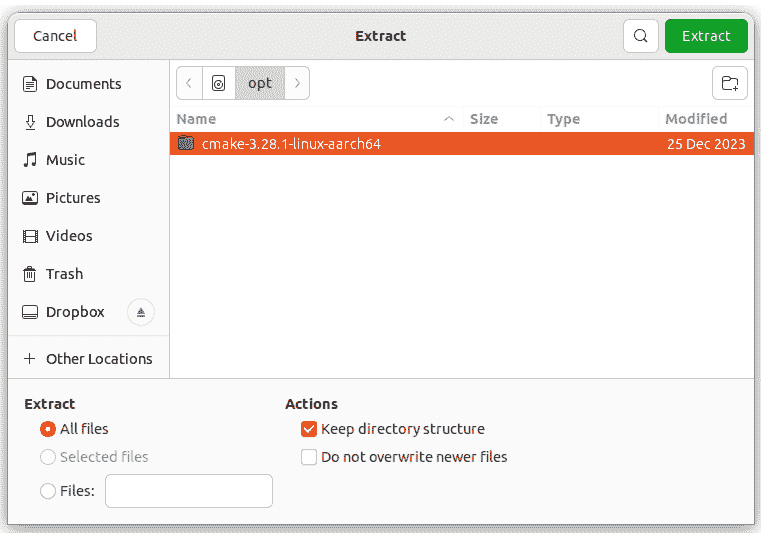 Cancel Extract Extract
Documents
Downloads
Music
Pictures
Videos
Trash
Dropbox
Other Locations
opt
Name Size Type Modified
cmake-3.28.1-linux-aarch64 25 Dec 2023
Extract
All files
Selected files
Files:
Actions
Keep directory structure
Do not overwrite newer files